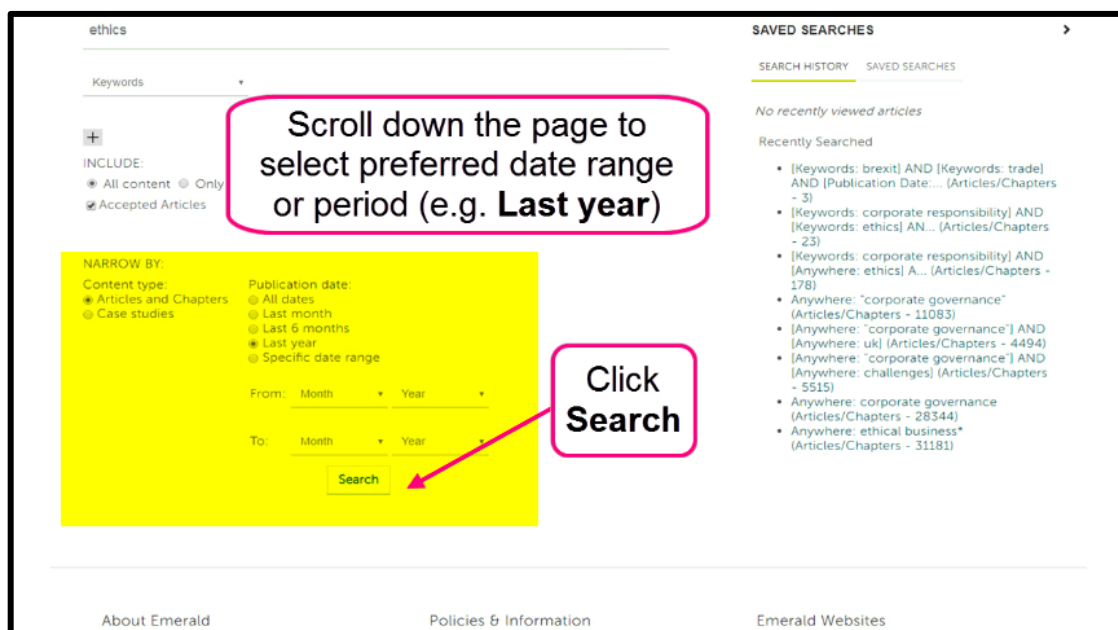 ethics
Keywords
+
INCLUDE:
All content Only
Accepted Articles
Scroll down the page to
select preferred date range
or period (e.g. Last year)
NARROW BY:
Content type:
Articles and Chapters
Case studies
Publication date:
All dates
Last month
Last 6 months
Last year
Specific date range
From: Month Year
To: Month Year
Search
Click
Search
SAVED SEARCHES
SEARCH HISTORY SAVED SEARCHES
No recently viewed articles
Recently Searched
[Keywords: brexit] AND [Keywords: trade]
AND [Publication Date:... (Articles/Chapters
- 3)
[Keywords: corporate responsibility] AND
[Keywords: ethics] AN... (Articles/Chapters
- 23)
[Keywords: corporate responsibility] AND
[Anywhere: ethics] A... (Articles/Chapters -
178)
Anywhere: "corporate governance"
(Articles/Chapters - 11083)
[Anywhere: "corporate governance"] AND
[Anywhere: uk] (Articles/Chapters - 4494)
[Anywhere: "corporate governance"] AND
[Anywhere: challenges] (Articles/Chapters
- 5515)
Anywhere: corporate governance
(Articles/Chapters - 28344)
Anywhere: ethical business*
(Articles/Chapters - 31181)
About Emerald Policies & Information Emerald Websites